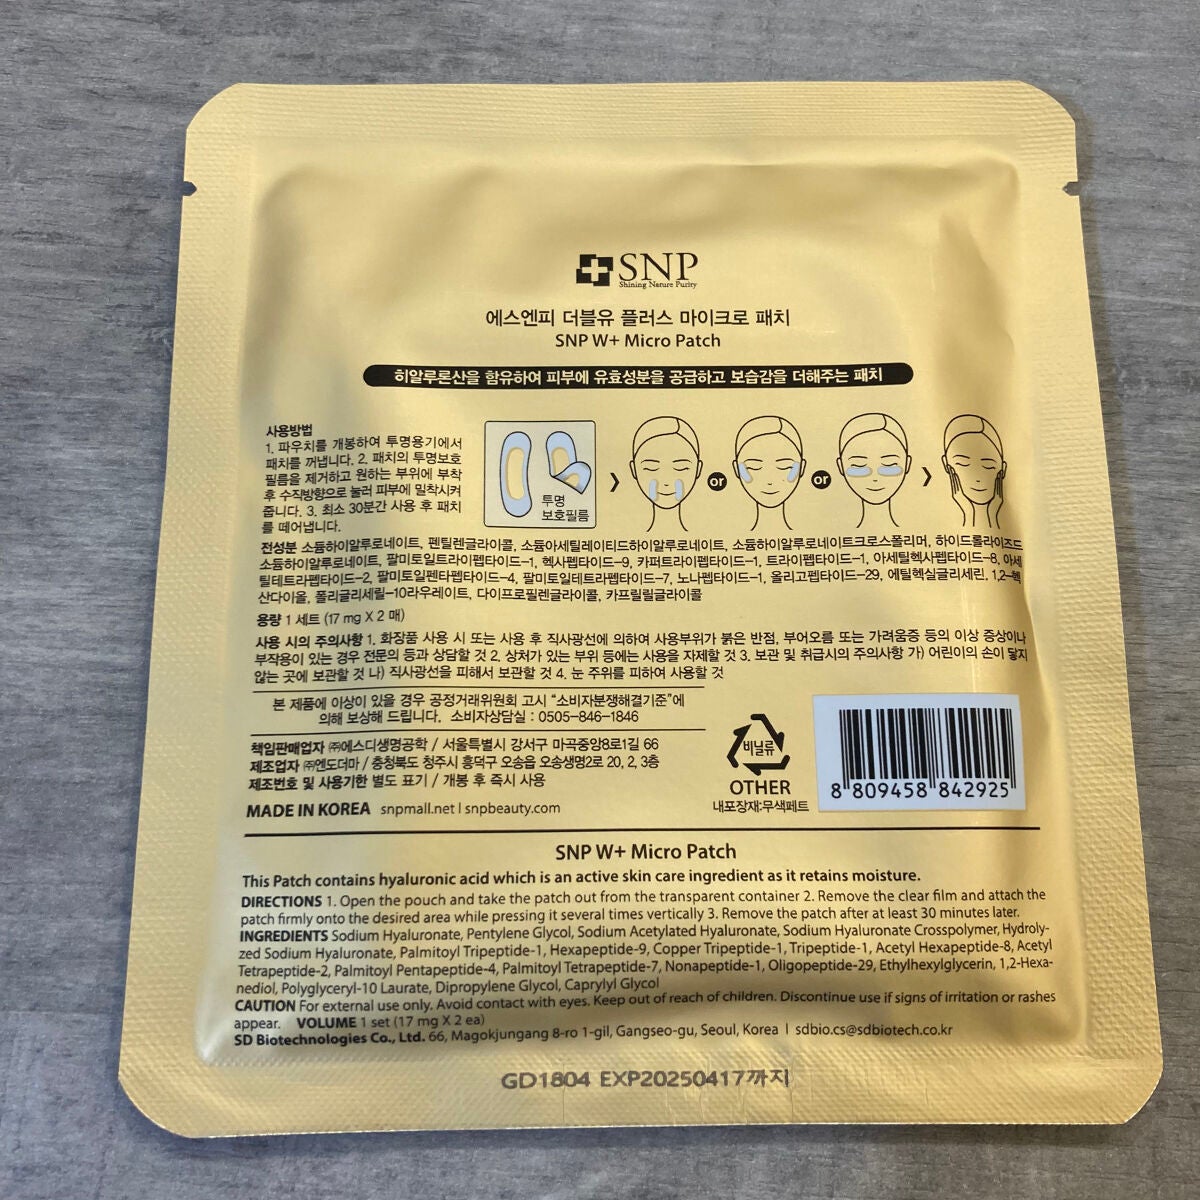 SNP
Shining Nature Purity
에스엔피 더블유 플러스 마이크로 패치
SNP W+ Micro Patch
히알루론산을 함유하여 피부에 유효성분을 공급하고 보습감을 더해주는 패치
사용방법
1. 파우치를 개봉하여 투명용기에서
패치를 꺼냅니다. 2. 패치의 투명보호
필름을 제거하고 원하는 부위에 부착
후 수직방향으로 눌러 피부에 밀착시켜
줍니다. 3. 최소 30분간 사용 후 패치
를 떼어냅니다.
투명
보호필름
or
or
전성분 소듐하이알루로네이트, 펜틸렌글라이콜, 소듐아세틸레이티드하이알루로네이트, 소듐하이알루로네이트크로스폴리머, 하이드롤라이즈드
소듐하이알루로네이트, 팔미토일트라이펩타이드-1, 헥사펩타이드-9, 카퍼트라이펩타이드-1, 트라이펩타이드-1, 아세틸헥사펩타이드-8, 아세
틸테트라펩타이드-2, 팔미토일펜타펩타이드-4, 팔미토일테트라펩타이드-7, 노나펩타이드-1, 올리고펩타이드-29, 에틸헥실글리세린, 1,2-헥
산다이올, 폴리글리세릴-10라우레이트, 다이프로필렌글라이콜, 카프릴릴글라이콜
용량 1 세트 (17 mg X 2 매)
사용 시의 주의사항 1. 화장품 사용 시 또는 사용 후 직사광선에 의하여 사용부위가 붉은 반점, 부어오름 또는 가려움증 등의 이상 증상이나
부작용이 있는 경우 전문의 등과 상담할 것 2. 상처가 있는 부위 등에는 사용을 자제할 것 3. 보관 및 취급시의 주의사항 가) 어린이의 손이 닿지
않는 곳에 보관할 것 나) 직사광선을 피해서 보관할 것 4. 눈 주위를 피하여 사용할 것
본 제품에 이상이 있을 경우 공정거래위원회 고시 "소비자분쟁해결기준"에
의해 보상해 드립니다. 소비자상담실 : 0505-846-1846
책임판매업자 ㈜에스디생명공학 / 서울특별시 강서구 마곡중앙8로1길 66
제조업자 ㈜엔도더마 / 충청북도 청주시 흥덕구 오송읍 오송생명2로 20, 2, 3층
제조번호 및 사용기한 별도 표기 / 개봉 후 즉시 사용
MADE IN KOREA snpmall.net l snpbeauty.com
비닐류
OTHER
내포장재:무색페트
8 809458 842925
SNP W+ Micro Patch
This Patch contains hyaluronic acid which is an active skin care ingredient as it retains moisture.
DIRECTIONS 1. Open the pouch and take the patch out from the transparent container 2. Remove the clear film and attach the
patch firmly onto the desired area while pressing it several times vertically 3. Remove the patch after at least 30 minutes later.
INGREDIENTS Sodium Hyaluronate, Pentylene Glycol, Sodium Acetylated Hyaluronate, Sodium Hyaluronate Crosspolymer, Hydroly-
zed Sodium Hyaluronate, Palmitoyl Tripeptide-1, Hexapeptide-9, Copper Tripeptide-1, Tripeptide-1, Acetyl Hexapeptide-8, Acetyl
Tetrapeptide-2, Palmitoyl Pentapeptide-4, Palmitoyl Tetrapeptide-7, Nonapeptide-1, Oligopeptide-29, Ethylhexylglycerin, 1,2-Hexa-
nediol, Polyglyceryl-10 Laurate, Dipropylene Glycol, Caprylyl Glycol
CAUTION For external use only. Avoid contact with eyes. Keep out of reach of children. Discontinue use if signs of irritation or rashes
appear. VOLUME 1 set (17 mg X 2 ea)
SD Biotechnologies Co., Ltd. 66, Magokjungang 8-ro 1-gil, Gangseo-gu, Seoul, Korea l sdbio.cs@sdbiotech.co.kr
GD1804 EXP20250417까지